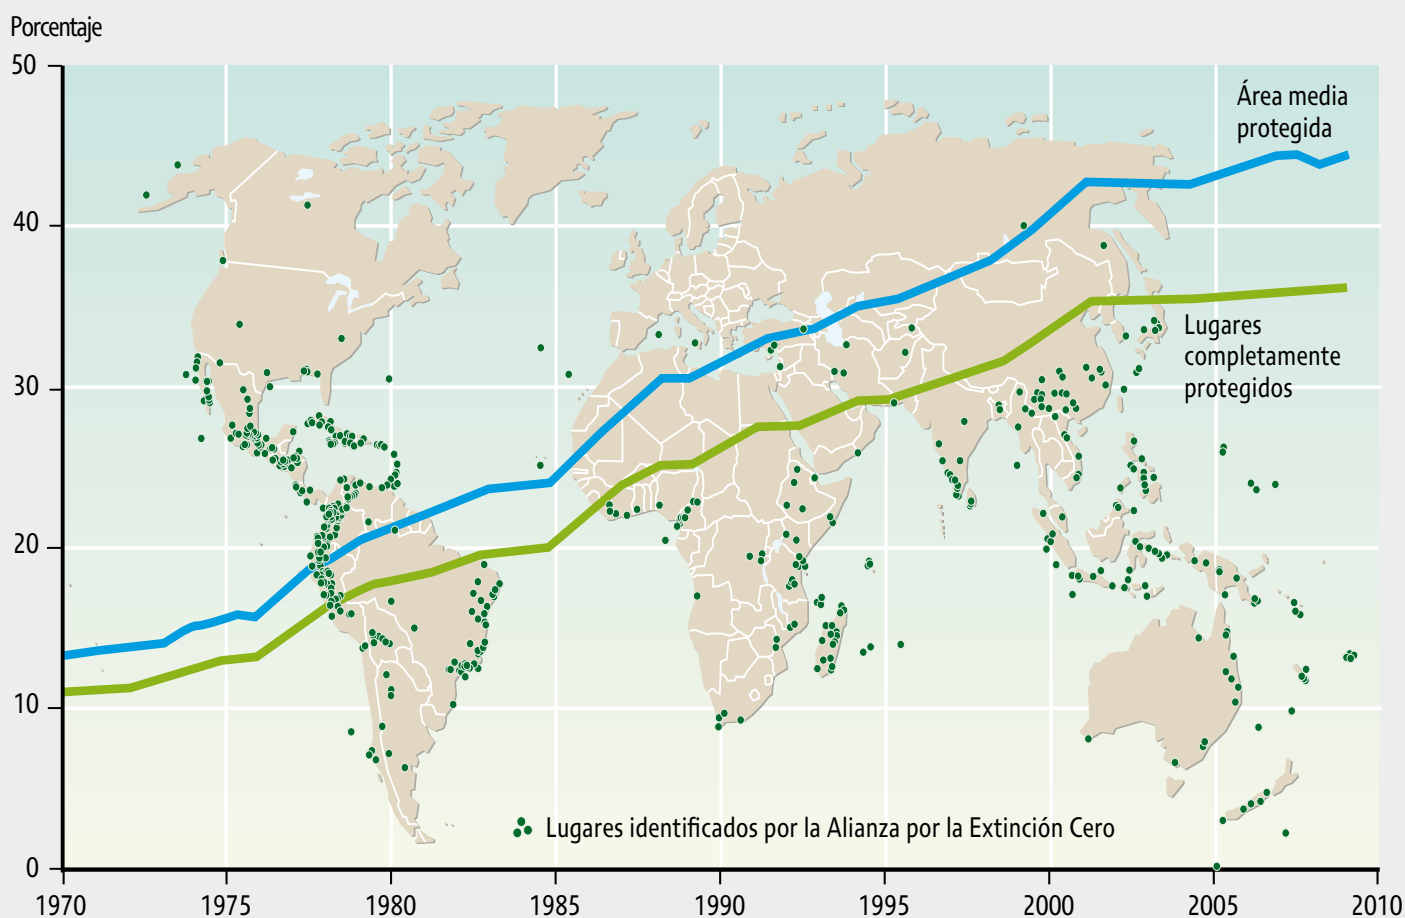 Porcentaje
50
40
30
20
10
0
Área media
protegida
Lugares
completamente
protegidos
Lugares identificados por la Alianza por la Extinción Cero
1970 1975 1980 1985 1990 1995 2000 2005 2010